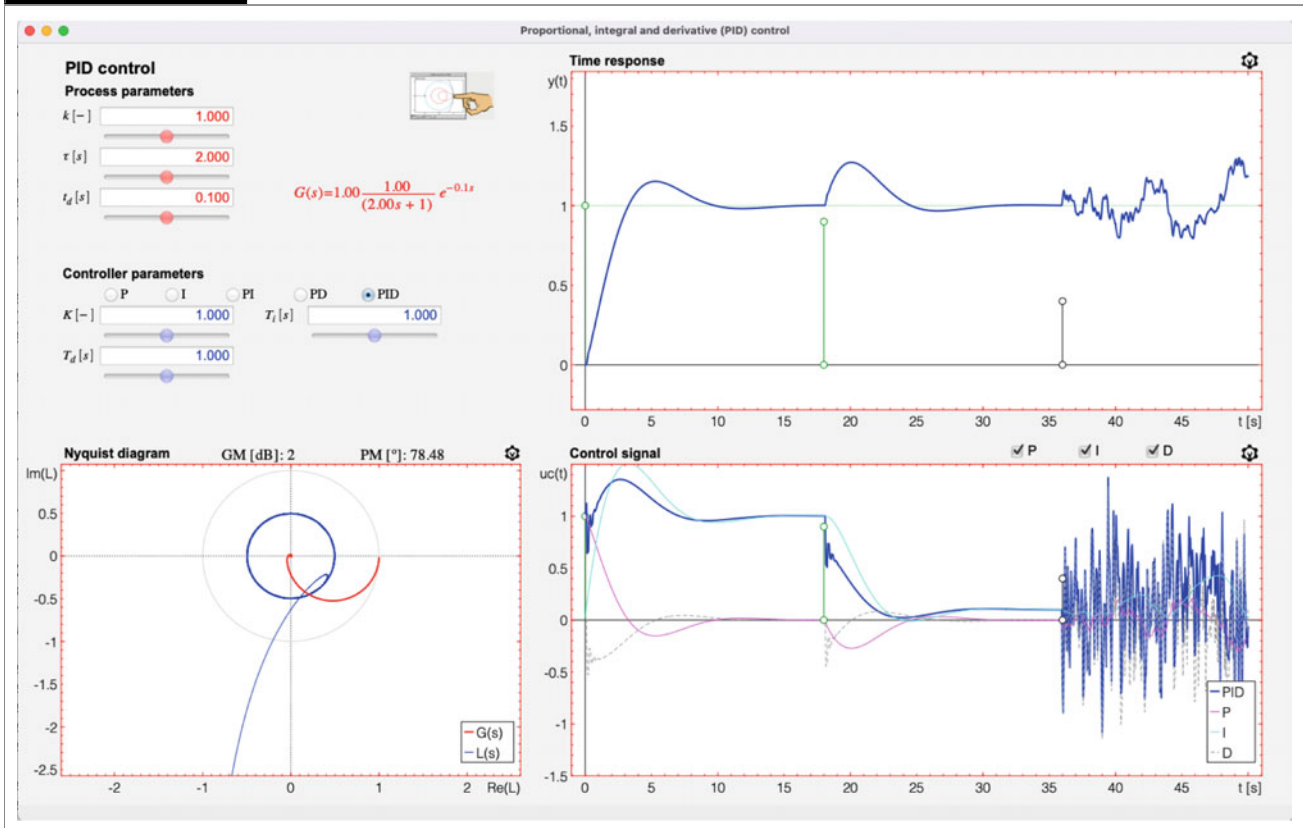 Proportional, integral and derivative (PID) control
PID control
Process parameters
k [−] 1.000
τ [s] 2.000
t_d [s] 0.100
G(s)=1.00 1.00/(2.00s + 1) e^{-0.1s}
Controller parameters
P I PI PD PID
K [−] 1.000 T_i [s] 1.000
T_d [s] 1.000
Time response
y(t)
1.5
1
0.5
0
0 5 10 15 20 25 30 35 40 45 t [s]
Nyquist diagram GM [dB]: 2 PM [º]: 78.48
Im(L)
0.5
0
-0.5
-1
-1.5
-2
-2.5
G(s)
L(s)
-2 -1 0 1 2 Re(L)
Control signal P I D
uc(t)
1
0.5
0
-0.5
-1
-1.5
PID
P
I
D
0 5 10 15 20 25 30 35 40 45 t [s]